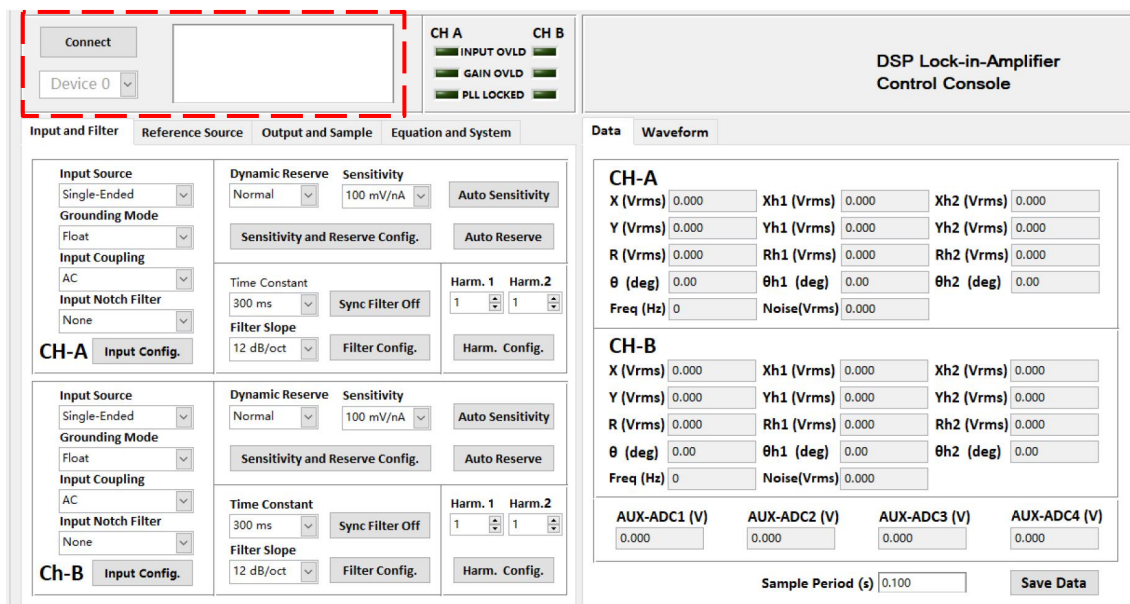 Connect
Device 0
CH A CH B
INPUT OVLD
GAIN OVLD
PLL LOCKED
DSP Lock-in-Amplifier
Control Console
Input and Filter Reference Source Output and Sample Equation and System
Input Source
Single-Ended
Grounding Mode
Float
Input Coupling
AC
Input Notch Filter
None
CH-A Input Config.
Dynamic Reserve Sensitivity
Normal 100 mV/nA Auto Sensitivity
Sensitivity and Reserve Config. Auto Reserve
Time Constant
300 ms Sync Filter Off
Filter Slope
12 dB/oct Filter Config.
Harm. 1 Harm.2
1 1
Harm. Config.
Input Source
Single-Ended
Grounding Mode
Float
Input Coupling
AC
Input Notch Filter
None
Ch-B Input Config.
Dynamic Reserve Sensitivity
Normal 100 mV/nA Auto Sensitivity
Sensitivity and Reserve Config. Auto Reserve
Time Constant
300 ms Sync Filter Off
Filter Slope
12 dB/oct Filter Config.
Harm. 1 Harm.2
1 1
Harm. Config.
Data Waveform
CH-A
X (Vrms) 0.000 Xh1 (Vrms) 0.000 Xh2 (Vrms) 0.000
Y (Vrms) 0.000 Yh1 (Vrms) 0.000 Yh2 (Vrms) 0.000
R (Vrms) 0.000 Rh1 (Vrms) 0.000 Rh2 (Vrms) 0.000
θ (deg) 0.00 θh1 (deg) 0.00 θh2 (deg) 0.00
Freq (Hz) 0 Noise(Vrms) 0.000
CH-B
X (Vrms) 0.000 Xh1 (Vrms) 0.000 Xh2 (Vrms) 0.000
Y (Vrms) 0.000 Yh1 (Vrms) 0.000 Yh2 (Vrms) 0.000
R (Vrms) 0.000 Rh1 (Vrms) 0.000 Rh2 (Vrms) 0.000
θ (deg) 0.00 θh1 (deg) 0.00 θh2 (deg) 0.00
Freq (Hz) 0 Noise(Vrms) 0.000
AUX-ADC1 (V) AUX-ADC2 (V) AUX-ADC3 (V) AUX-ADC4 (V)
0.000 0.000 0.000 0.000
Sample Period (s) 0.100 Save Data